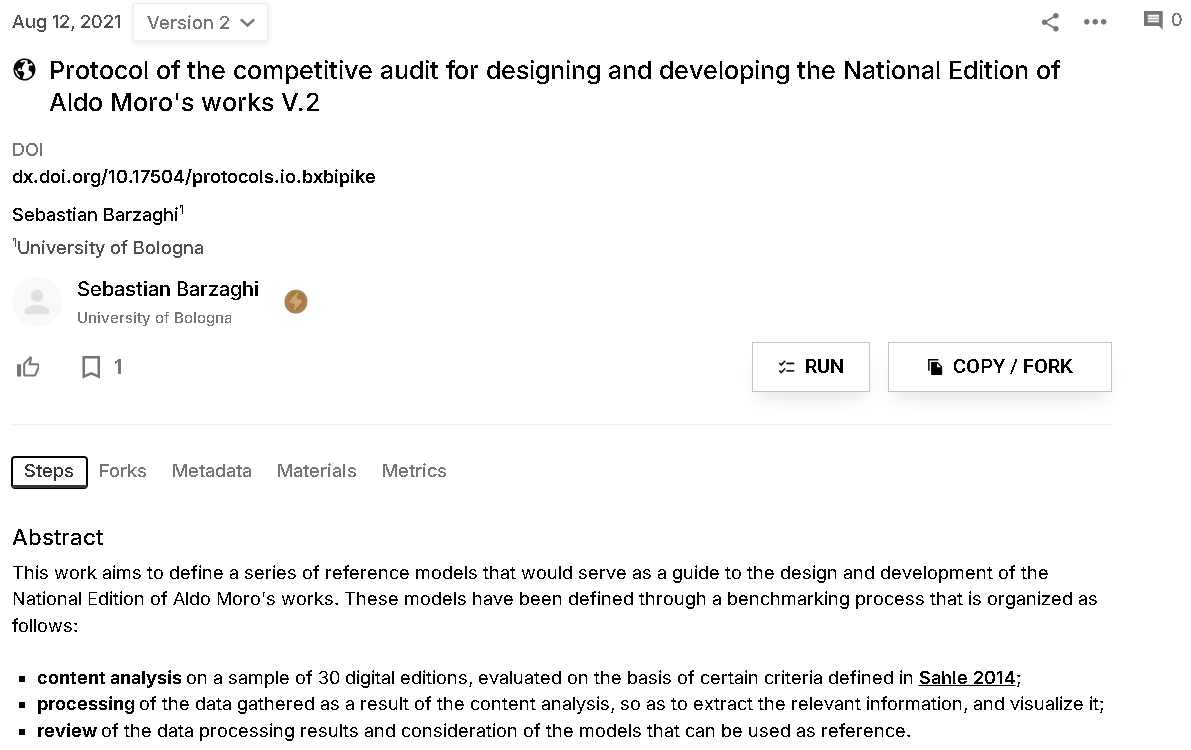 Aug 12, 2021 Version 2 0
Protocol of the competitive audit for designing and developing the National Edition of
Aldo Moro's works V.2
DOI
dx.doi.org/10.17504/protocols.io.bxbipike
Sebastian Barzaghi¹
¹University of Bologna
Sebastian Barzaghi
University of Bologna
1 RUN COPY / FORK
Steps Forks Metadata Materials Metrics
Abstract
This work aims to define a series of reference models that would serve as a guide to the design and development of the
National Edition of Aldo Moro's works. These models have been defined through a benchmarking process that is organized as
follows:
▪ content analysis on a sample of 30 digital editions, evaluated on the basis of certain criteria defined in Sahle 2014;
▪ processing of the data gathered as a result of the content analysis, so as to extract the relevant information, and visualize it;
▪ review of the data processing results and consideration of the models that can be used as reference.